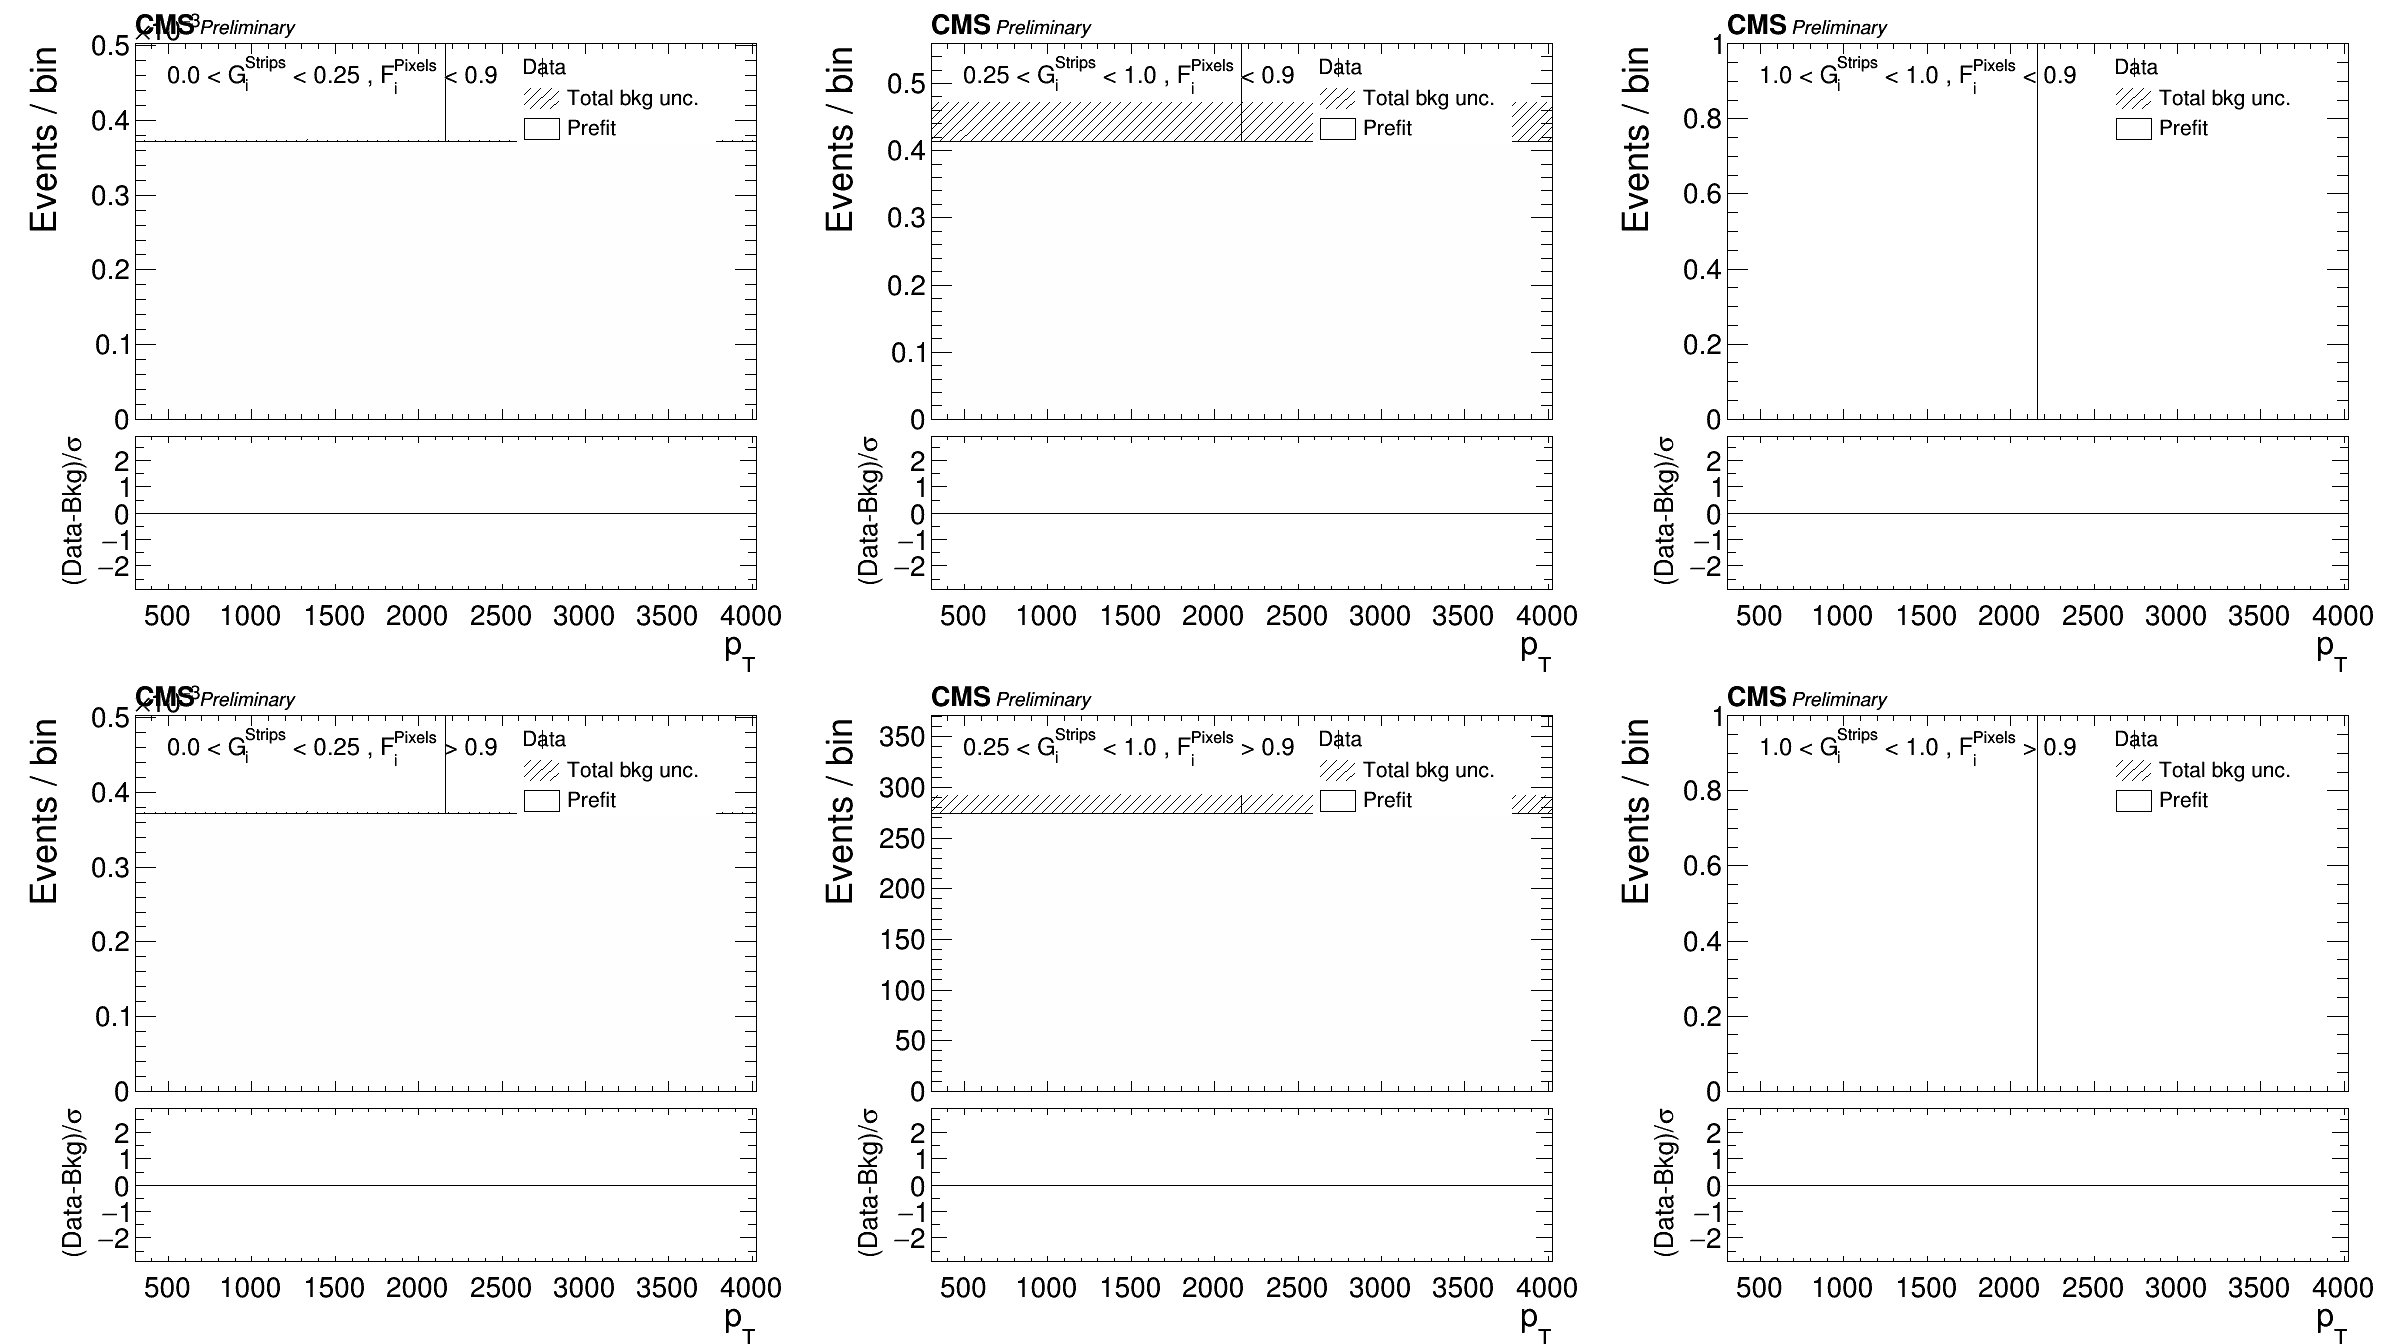 CMS Preliminary
×10⁻³
0.0 < G_i^Strips < 0.25 , F_i^Pixels < 0.9
Data
Total bkg unc.
Prefit
Events / bin
0.5
0.4
0.3
0.2
0.1
0
(Data-Bkg)/σ
2
1
0
−1
−2
500 1000 1500 2000 2500 3000 3500 4000
p_T
CMS Preliminary
0.25 < G_i^Strips < 1.0 , F_i^Pixels < 0.9
Data
Total bkg unc.
Prefit
Events / bin
0.5
0.4
0.3
0.2
0.1
0
(Data-Bkg)/σ
2
1
0
−1
−2
500 1000 1500 2000 2500 3000 3500 4000
p_T
CMS Preliminary
1.0 < G_i^Strips < 1.0 , F_i^Pixels < 0.9
Data
Total bkg unc.
Prefit
Events / bin
1
0.8
0.6
0.4
0.2
0
(Data-Bkg)/σ
2
1
0
−1
−2
500 1000 1500 2000 2500 3000 3500 4000
p_T
CMS Preliminary
×10⁻³
0.0 < G_i^Strips < 0.25 , F_i^Pixels > 0.9
Data
Total bkg unc.
Prefit
Events / bin
0.5
0.4
0.3
0.2
0.1
0
(Data-Bkg)/σ
2
1
0
−1
−2
500 1000 1500 2000 2500 3000 3500 4000
p_T
CMS Preliminary
0.25 < G_i^Strips < 1.0 , F_i^Pixels > 0.9
Data
Total bkg unc.
Prefit
Events / bin
350
300
250
200
150
100
50
0
(Data-Bkg)/σ
2
1
0
−1
−2
500 1000 1500 2000 2500 3000 3500 4000
p_T
CMS Preliminary
1.0 < G_i^Strips < 1.0 , F_i^Pixels > 0.9
Data
Total bkg unc.
Prefit
Events / bin
1
0.8
0.6
0.4
0.2
0
(Data-Bkg)/σ
2
1
0
−1
−2
500 1000 1500 2000 2500 3000 3500 4000
p_T